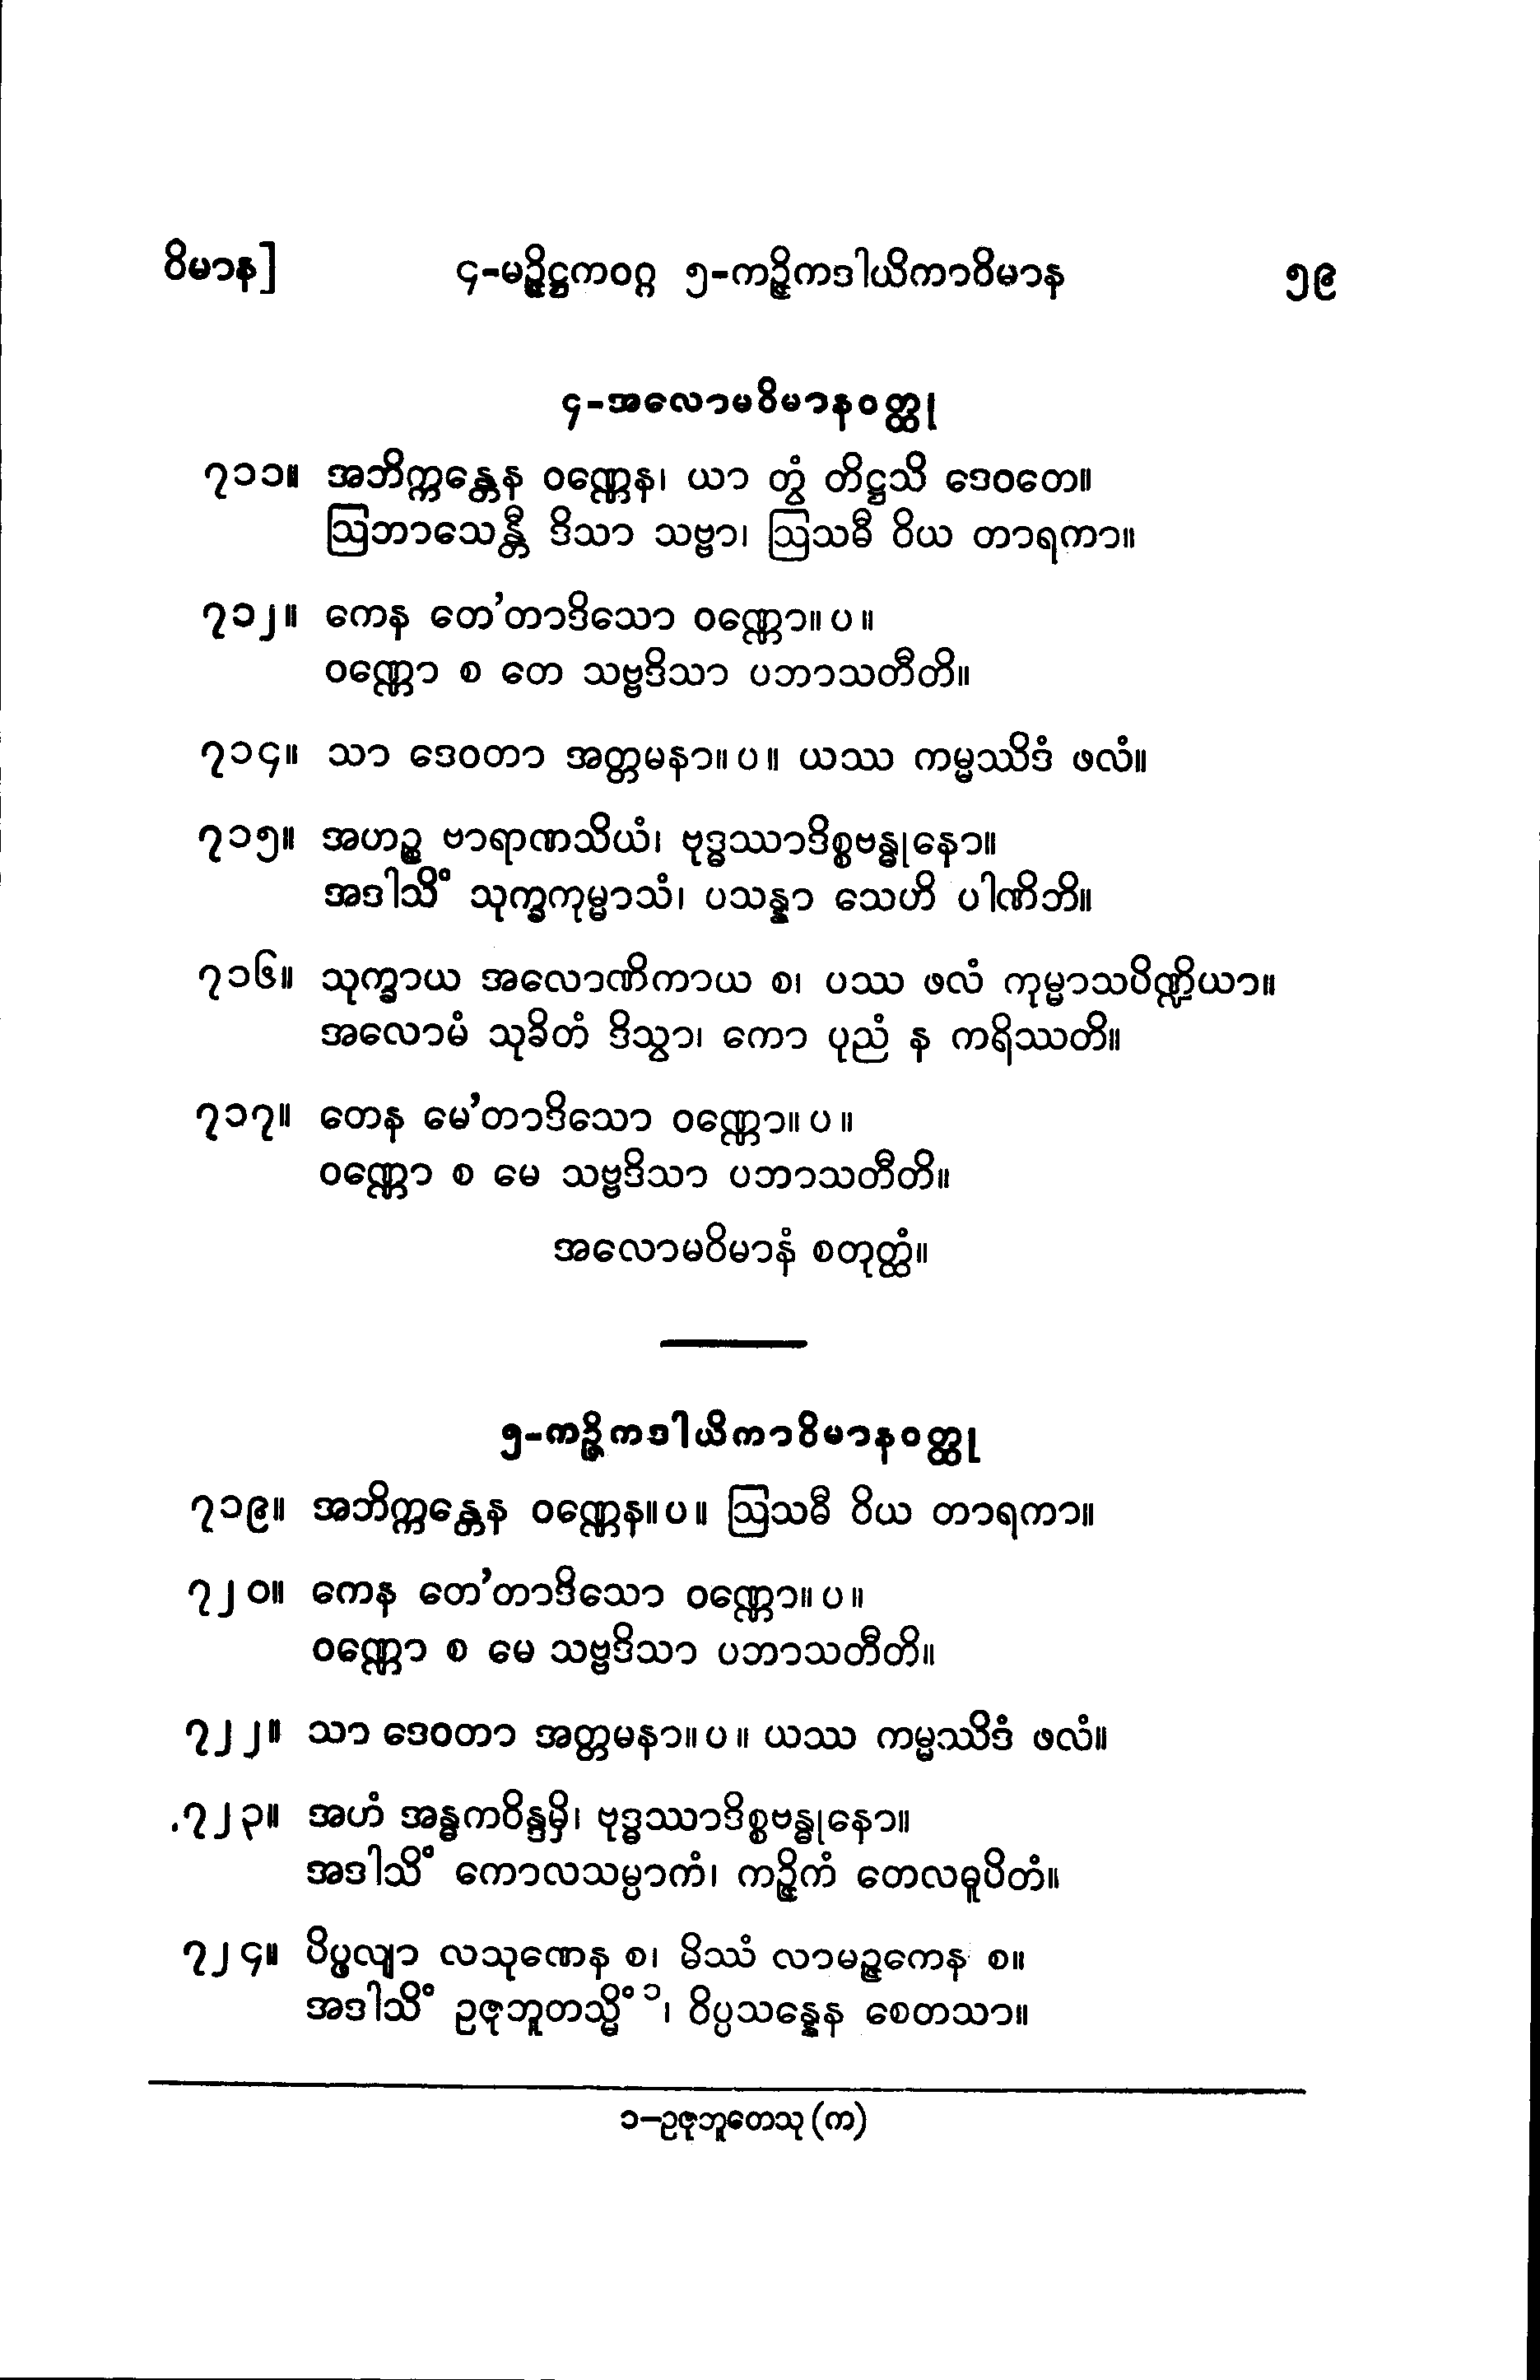 ဝိမာန]
၄-မဉ္ဇိဋ္ဌကဝဂ္ဂ ၅-ကဉ္ဇိကဒါယိကာဝိမာန
၅၉
၄-အလောမဝိမာနဝတ္ထု
၇၁၁။ အဘိက္ကန္တေန ဝဏ္ဏေန၊ ယာ တွံ တိဋ္ဌသိ ဒေဝတေ။
ဩဘာသေန္တီ ဒိသာ သဗ္ဗာ၊ ဩသဓီ ဝိယ တာရကာ။
၇၁၂။ ကေန တေ’တာဒိသော ဝဏ္ဏော။ပ။
ဝဏ္ဏော စ တေ သဗ္ဗဒိသာ ပဘာသတီတိ။
၇၁၄။ သာ ဒေဝတာ အတ္တမနာ။ပ။ ယဿ ကမ္မဿိဒံ ဖလံ။
၇၁၅။ အဟဉ္စ ဗာရာဏသိယံ၊ ဗုဒ္ဓဿာဒိစ္စဗန္ဓုနော။
အဒါသိံ သုက္ခကုမ္မာသံ၊ ပသန္နာ သေဟိ ပါဏိဘိ။
၇၁၆။ သုက္ခာယ အလောဏိကာယ စ၊ ပဿ ဖလံ ကုမ္မာသပိဏ္ဍိယာ။
အလောမံ သုခိတံ ဒိသွာ၊ ကော ပုညံ န ကရိဿတိ။
၇၁၇။ တေန မေ’တာဒိသော ဝဏ္ဏော။ပ။
ဝဏ္ဏော စ မေ သဗ္ဗဒိသာ ပဘာသတီတိ။
အလောမဝိမာနံ စတုတ္ထံ။
၅-ကဉ္ဇိကဒါယိကာဝိမာနဝတ္ထု
၇၁၉။ အဘိက္ကန္တေန ဝဏ္ဏေန။ပ။ ဩသဓီ ဝိယ တာရကာ။
၇၂၀။ ကေန တေ’တာဒိသော ဝဏ္ဏော။ပ။
ဝဏ္ဏော စ မေ သဗ္ဗဒိသာ ပဘာသတီတိ။
၇၂၂။ သာ ဒေဝတာ အတ္တမနာ။ပ။ ယဿ ကမ္မဿိဒံ ဖလံ။
၇၂၃။ အဟံ အန္ဓကဝိန္ဒမှိ၊ ဗုဒ္ဓဿာဒိစ္စဗန္ဓုနော။
အဒါသိံ ကောလသမ္ပာကံ၊ ကဉ္ဇိကံ တေလဓူပိတံ။
၇၂၄။ ပိပ္ဖလျာ လသုဏေန စ၊ မိဿံ လာမဉ္ဇကေန စ။
အဒါသိံ ဥဇုဘူတသ္မိံ ၁၊ ဝိပ္ပသန္နေန စေတသာ။
၁-ဥဇုဘူတေသု (က)